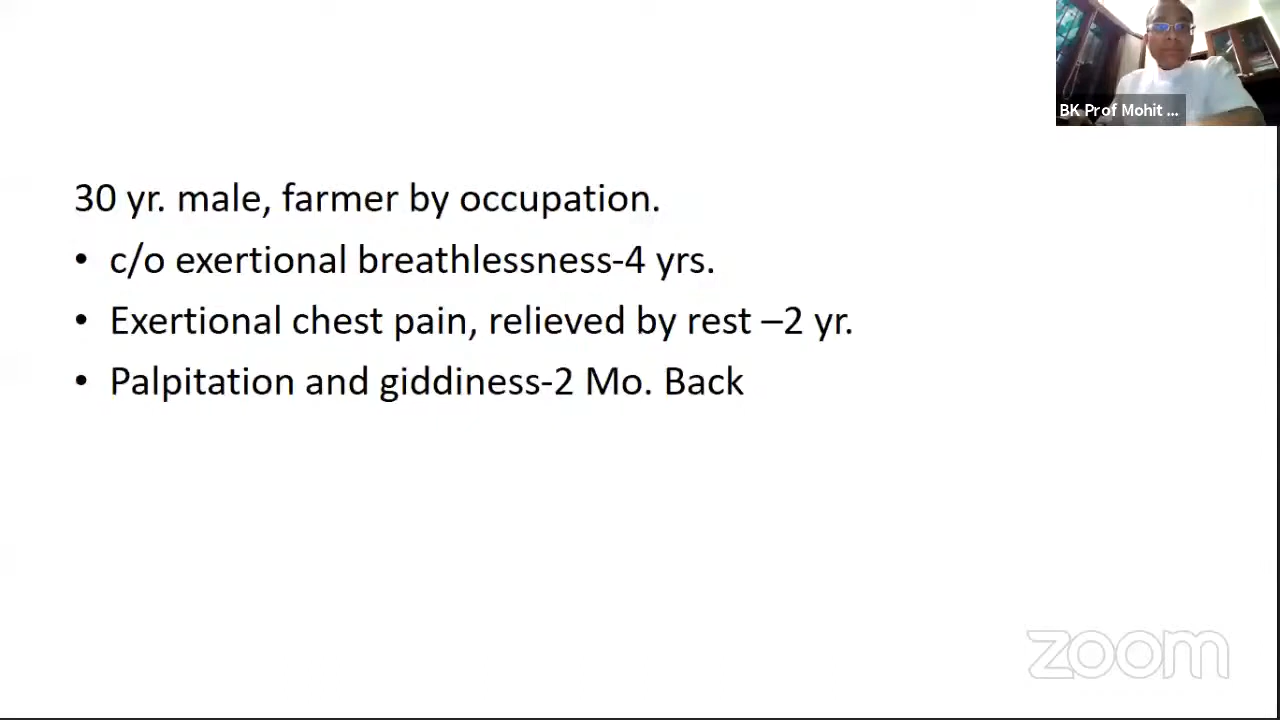 BK Prof Mohit ...
30 yr. male, farmer by occupation.
• c/o exertional breathlessness-4 yrs.
• Exertional chest pain, relieved by rest –2 yr.
• Palpitation and giddiness-2 Mo. Back
zoom